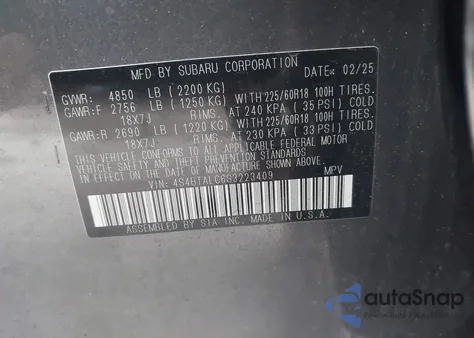 MFD BY SUBARU CORPORATION DATE: 02/25
GVWR: 4850 LB (2200 KG)
GAWR:F 2756 LB (1250 KG) WITH 225/60R18 100H TIRES.
18X7J RIMS. AT 240 KPA (35 PSI) COLD
GAWR:R 2690 LB (1220 KG) WITH 225/60R18 100H TIRES.
18X7J RIMS. AT 230 KPA (33 PSI) COLD
THIS VEHICLE CONFORMS TO ALL APPLICABLE FEDERAL MOTOR
VEHICLE SAFETY AND THEFT PREVENTION STANDARDS IN
EFFECT ON THE DATE OF MANUFACTURE SHOWN ABOVE.
VIN: 4S4BTALC6S3223409 MPV
ASSEMBLED BY SIA INC. MADE IN U.S.A.
autoSnap